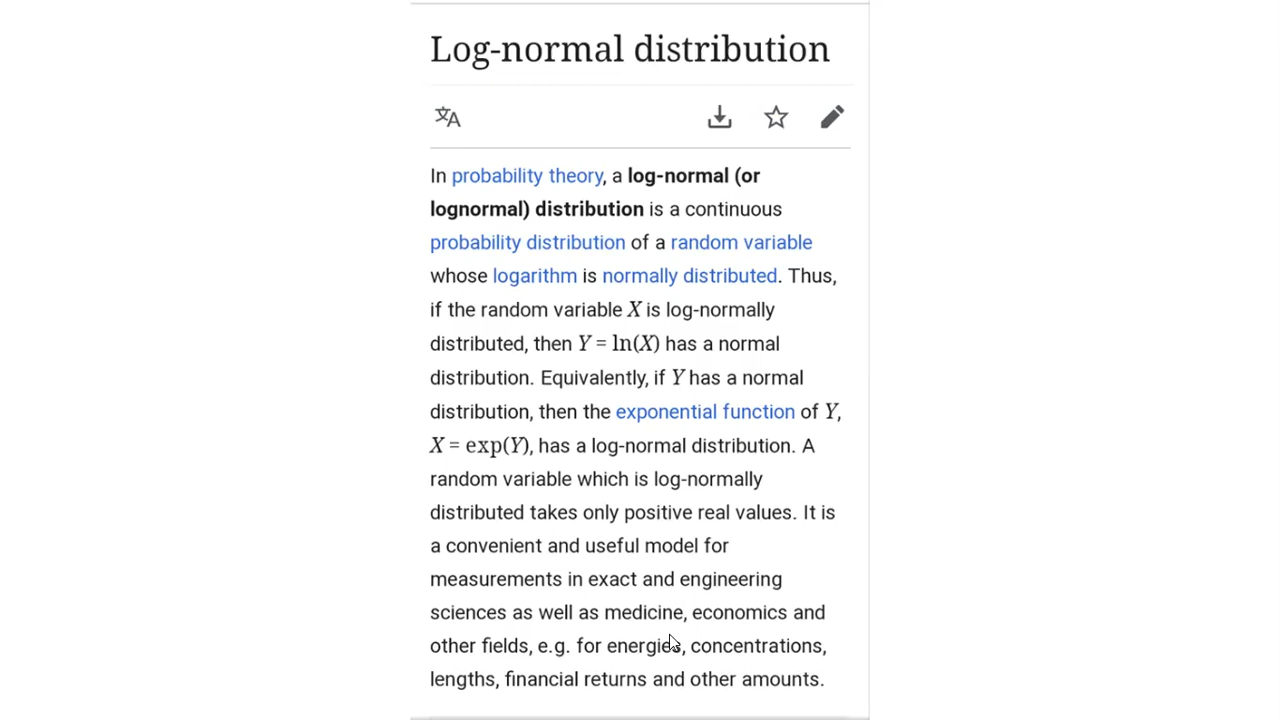 Log-normal distribution
In probability theory, a log-normal (or
lognormal) distribution is a continuous
probability distribution of a random variable
whose logarithm is normally distributed. Thus,
if the random variable X is log-normally
distributed, then Y = ln(X) has a normal
distribution. Equivalently, if Y has a normal
distribution, then the exponential function of Y,
X = exp(Y), has a log-normal distribution. A
random variable which is log-normally
distributed takes only positive real values. It is
a convenient and useful model for
measurements in exact and engineering
sciences as well as medicine, economics and
other fields, e.g. for energies, concentrations,
lengths, financial returns and other amounts.